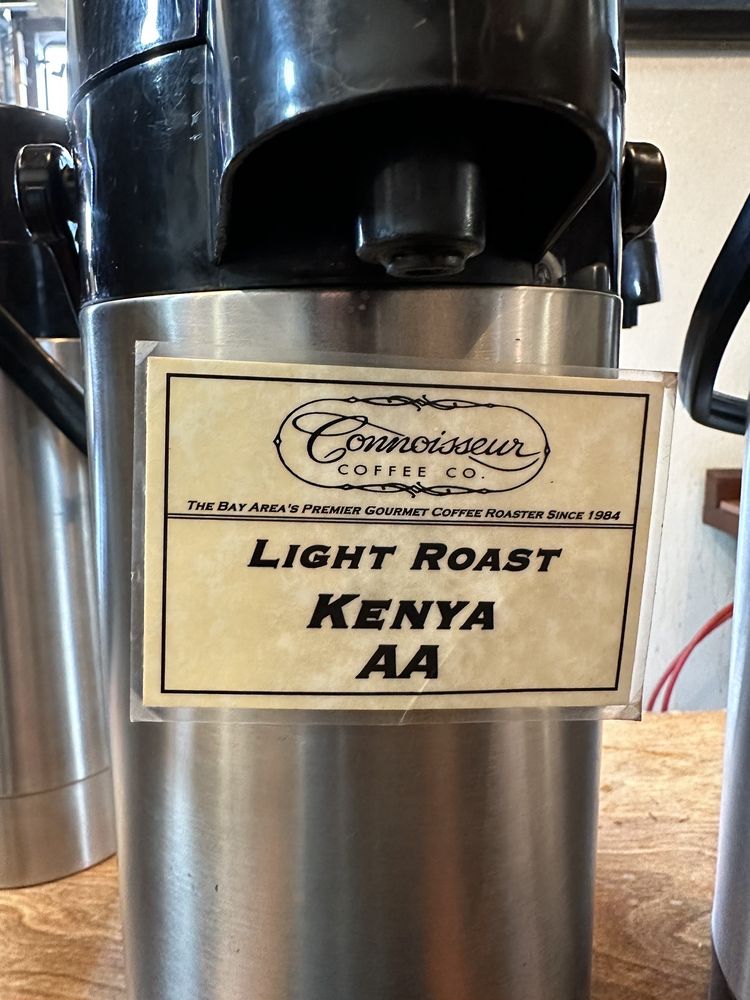 Connoisseur
COFFEE CO.
THE BAY AREA'S PREMIER GOURMET COFFEE ROASTER SINCE 1984
LIGHT ROAST
KENYA
AA